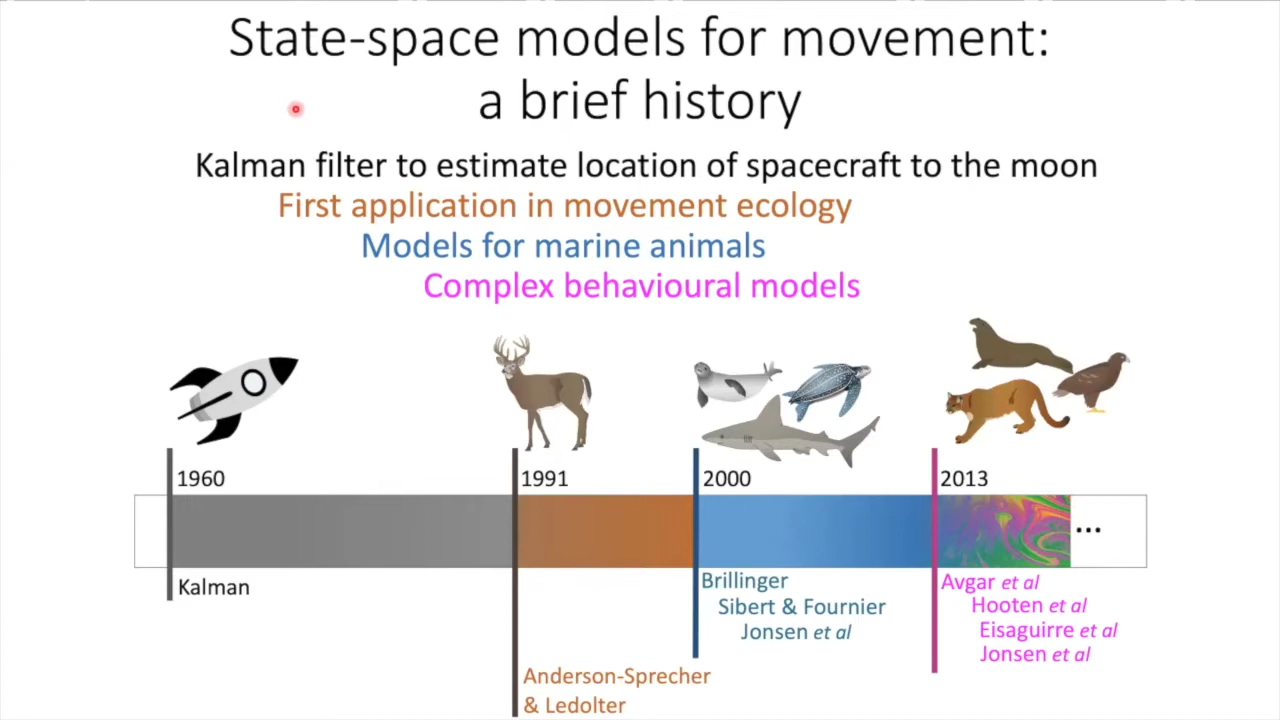 State-space models for movement:
a brief history
Kalman filter to estimate location of spacecraft to the moon
First application in movement ecology
Models for marine animals
Complex behavioural models
1960
1991
2000
2013
...
Kalman
Anderson-Sprecher
& Ledolter
Brillinger
Sibert & Fournier
Jonsen et al
Avgar et al
Hooten et al
Eisaguirre et al
Jonsen et al